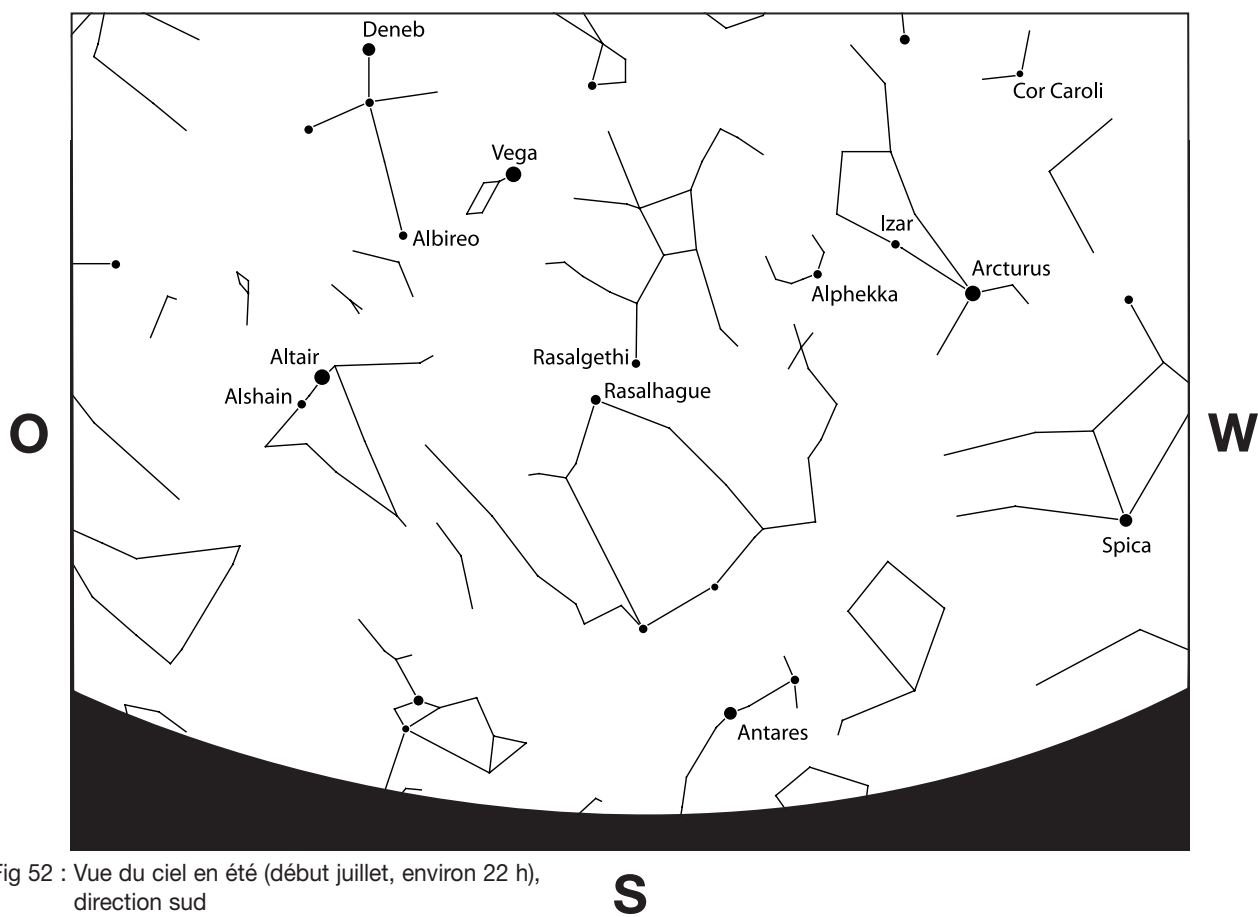 Deneb
Cor Caroli
Vega
Izar
Albireo
Arcturus
Alphekka
Altair
Rasalgethi
Alshain
Rasalhague
O
W
Spica
Antares
Fig 52 : Vue du ciel en été (début juillet, environ 22 h),
direction sud
S